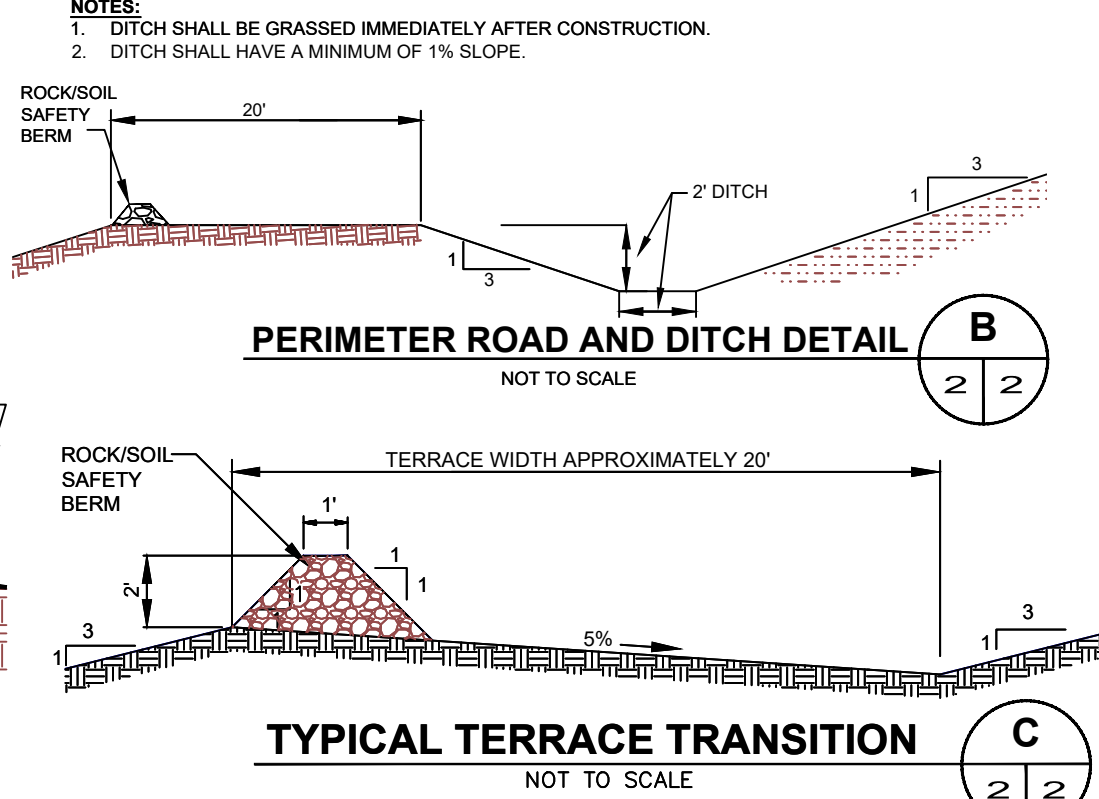 NOTES:
1. DITCH SHALL BE GRASSED IMMEDIATELY AFTER CONSTRUCTION.
2. DITCH SHALL HAVE A MINIMUM OF 1% SLOPE.
ROCK/SOIL
SAFETY
BERM
20'
2' DITCH
3
1
1
3
PERIMETER ROAD AND DITCH DETAIL
NOT TO SCALE
B
2 2
ROCK/SOIL
SAFETY
BERM
TERRACE WIDTH APPROXIMATELY 20'
1'
1
1
2'
1
1
3
1
5%
3
1
TYPICAL TERRACE TRANSITION
NOT TO SCALE
C
2 2